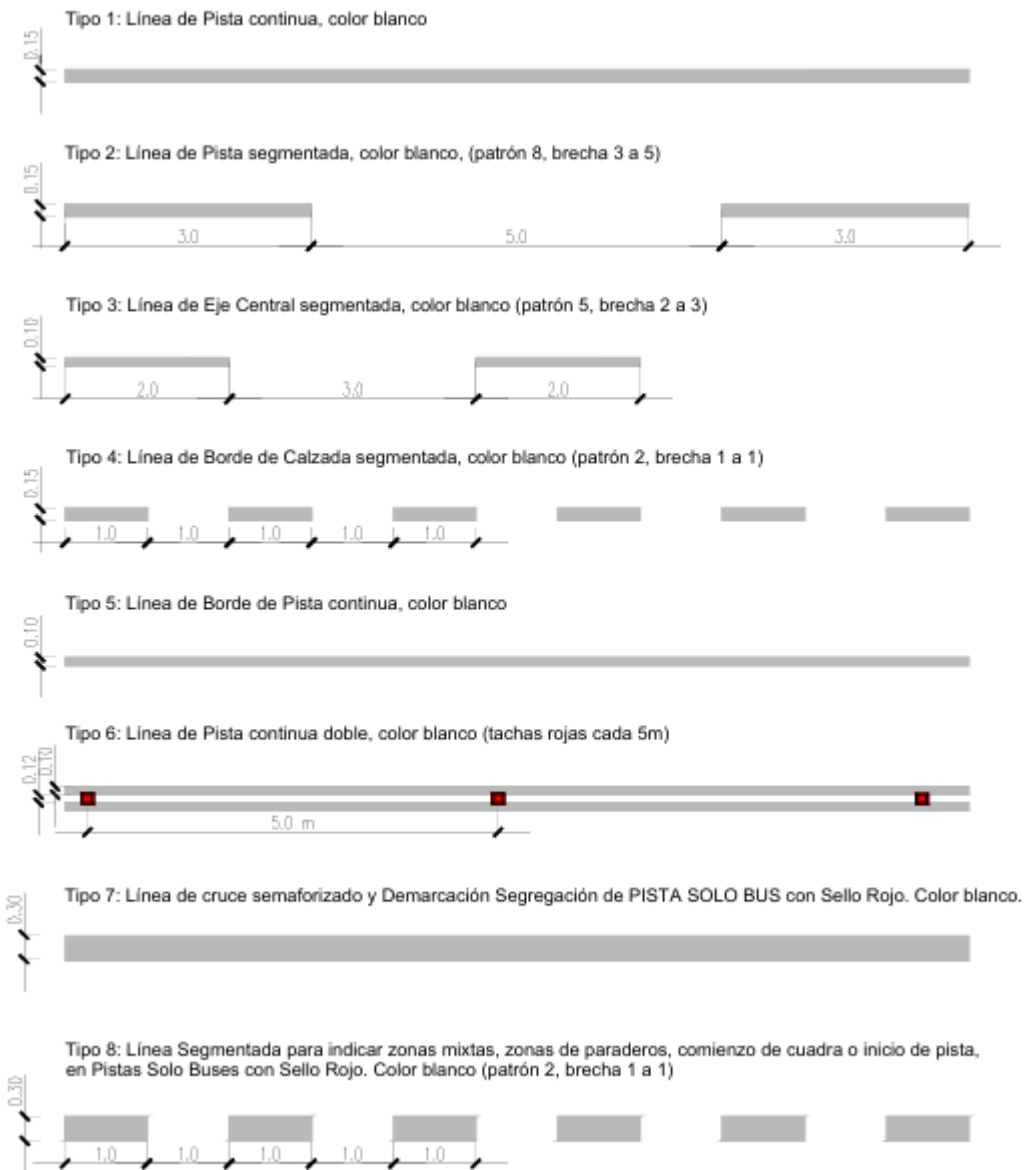 Tipo 1: Línea de Pista continua, color blanco
0.15
Tipo 2: Línea de Pista segmentada, color blanco, (patrón 8, brecha 3 a 5)
0.15
3.0 5.0 3.0
Tipo 3: Línea de Eje Central segmentada, color blanco (patrón 5, brecha 2 a 3)
0.10
2.0 3.0 2.0
Tipo 4: Línea de Borde de Calzada segmentada, color blanco (patrón 2, brecha 1 a 1)
0.15
1.0 1.0 1.0 1.0 1.0
Tipo 5: Línea de Borde de Pista continua, color blanco
0.10
Tipo 6: Línea de Pista continua doble, color blanco (tachas rojas cada 5m)
0.12 0.10
5.0 m
Tipo 7: Línea de cruce semaforizado y Demarcación Segregación de PISTA SOLO BUS con Sello Rojo. Color blanco.
0.30
Tipo 8: Línea Segmentada para indicar zonas mixtas, zonas de paraderos, comienzo de cuadra o inicio de pista,
en Pistas Solo Buses con Sello Rojo. Color blanco (patrón 2, brecha 1 a 1)
0.30
1.0 1.0 1.0 1.0 1.0